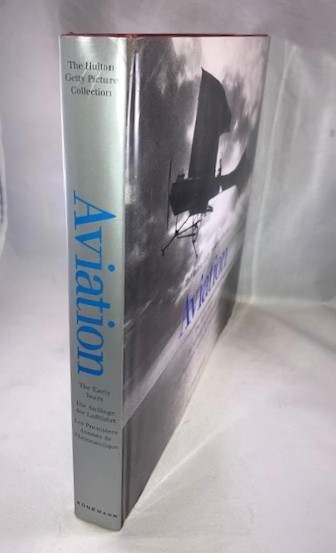 The Hulton
Getty Picture
Collection
Aviation
The Early
Years
Die Anfänge
der Luftfahrt
Les Premières
Années de
l'Aéronautique
KÖNEMANN
Aviation